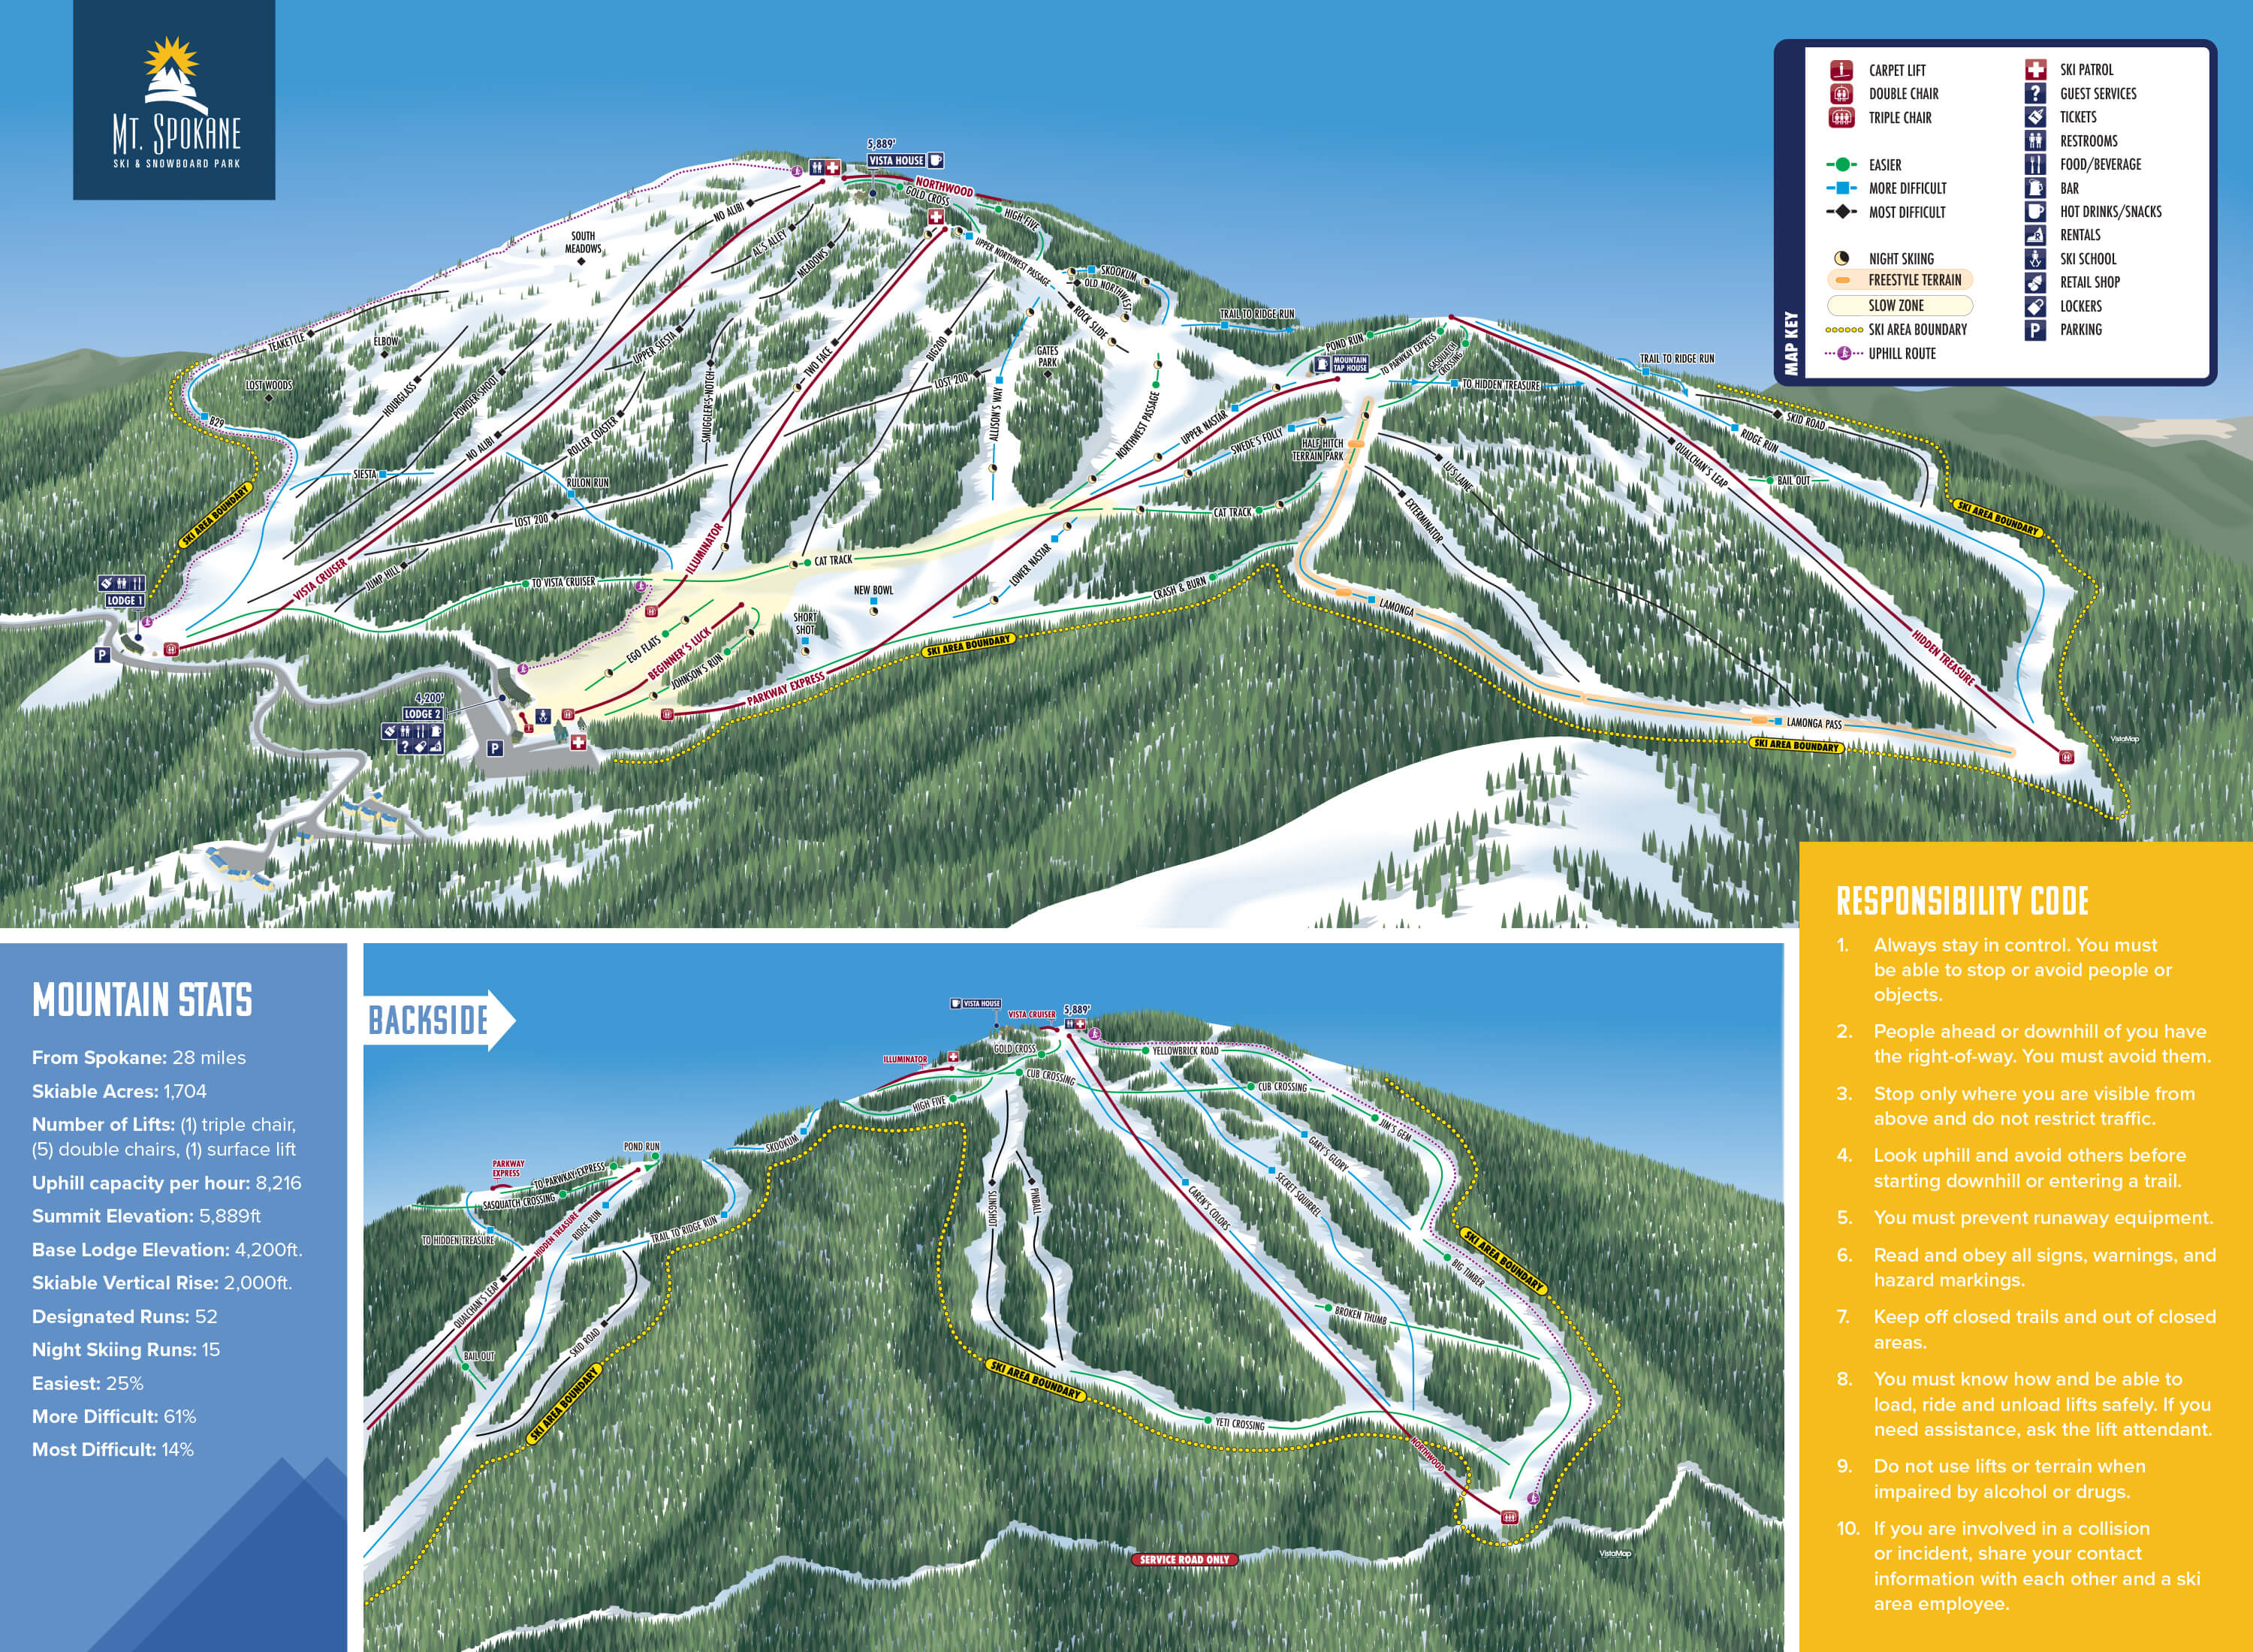 MT. SPOKANE
SKI & SNOWBOARD PARK
MAP KEY
CARPET LIFT
DOUBLE CHAIR
TRIPLE CHAIR
EASIER
MORE DIFFICULT
MOST DIFFICULT
NIGHT SKIING
FREESTYLE TERRAIN
SLOW ZONE
SKI AREA BOUNDARY
UPHILL ROUTE
SKI PATROL
? GUEST SERVICES
TICKETS
RESTROOMS
FOOD/BEVERAGE
BAR
HOT DRINKS/SNACKS
RENTALS
SKI SCHOOL
RETAIL SHOP
LOCKERS
P PARKING
5,889'
VISTA HOUSE
NORTHWOOD
GOLD CROSS
HIGH FIVE
NO ALIBI
SOUTH
MEADOWS
AL'S ALLEY
MEADOWS
UPPER NORTHWEST PASSAGE
SKOOKUM
OLD NORTHWEST
ROCK SLIDE
TRAIL TO RIDGE RUN
TEAKETTLE
ELBOW
LOST WOODS
HOURGLASS
POWDER SHOOT
UPPER SIESTA
TWO FACE
BIG 200
GATES
PARK
LOST 200
POND RUN
MOUNTAIN
TAP HOUSE
TO PARKWAY EXPRESS
SASQUATCH
CROSSING
TO HIDDEN TREASURE
TRAIL TO RIDGE RUN
SKID ROAD
RIDGE RUN
B29
NO ALIBI
ROLLER COASTER
SMUGGLER'S NOTCH
ALLISON'S WAY
NORTHWEST PASSAGE
UPPER NASTAR
SWEDE'S FOLLY
HALF HITCH
TERRAIN PARK
LU'S LAINE
QUALCHAN'S LEAP
BAIL OUT
SIESTA
RULON RUN
SKI AREA BOUNDARY
LOST 200
ILLUMINATOR
CAT TRACK
EXTERMINATOR
SKI AREA BOUNDARY
VISTA CRUISER
JUMP HILL
TO VISTA CRUISER
CAT TRACK
LOWER NASTAR
CRASH & BURN
LODGE 1
P
NEW BOWL
SHORT
SHOT
LAMONGA
EGO FLATS
BEGINNER'S LUCK
JOHNSON'S RUN
SKI AREA BOUNDARY
HIDDEN TREASURE
PARKWAY EXPRESS
4,200'
LODGE 2
?
P
LAMONGA PASS
SKI AREA BOUNDARY
VistaMap
MOUNTAIN STATS
From Spokane: 28 miles
Skiable Acres: 1,704
Number of Lifts: (1) triple chair,
(5) double chairs, (1) surface lift
Uphill capacity per hour: 8,216
Summit Elevation: 5,889ft
Base Lodge Elevation: 4,200ft.
Skiable Vertical Rise: 2,000ft.
Designated Runs: 52
Night Skiing Runs: 15
Easiest: 25%
More Difficult: 61%
Most Difficult: 14%
BACKSIDE
VISTA HOUSE
VISTA CRUISER
5,889'
GOLD CROSS
YELLOWBRICK ROAD
ILLUMINATOR
CUB CROSSING
CUB CROSSING
HIGH FIVE
JIM'S GEM
SKOOKUM
POND RUN
GARY'S GLORY
PARKWAY
EXPRESS
TO PARKWAY EXPRESS
SASQUATCH CROSSING
SECRET SQUIRREL
SLINGSHOT
PINBALL
CAREN'S COLORS
TO HIDDEN TREASURE
HIDDEN TREASURE
RIDGE RUN
TRAIL TO RIDGE RUN
SKI AREA BOUNDARY
BIG TIMBER
QUALCHAN'S LEAP
BROKEN THUMB
SKID ROAD
BAIL OUT
SKI AREA BOUNDARY
SKI AREA BOUNDARY
YETI CROSSING
NORTHWOOD
SERVICE ROAD ONLY
VistaMap
RESPONSIBILITY CODE
1. Always stay in control. You must
be able to stop or avoid people or
objects.
2. People ahead or downhill of you have
the right-of-way. You must avoid them.
3. Stop only where you are visible from
above and do not restrict traffic.
4. Look uphill and avoid others before
starting downhill or entering a trail.
5. You must prevent runaway equipment.
6. Read and obey all signs, warnings, and
hazard markings.
7. Keep off closed trails and out of closed
areas.
8. You must know how and be able to
load, ride and unload lifts safely. If you
need assistance, ask the lift attendant.
9. Do not use lifts or terrain when
impaired by alcohol or drugs.
10. If you are involved in a collision
or incident, share your contact
information with each other and a ski
area employee.